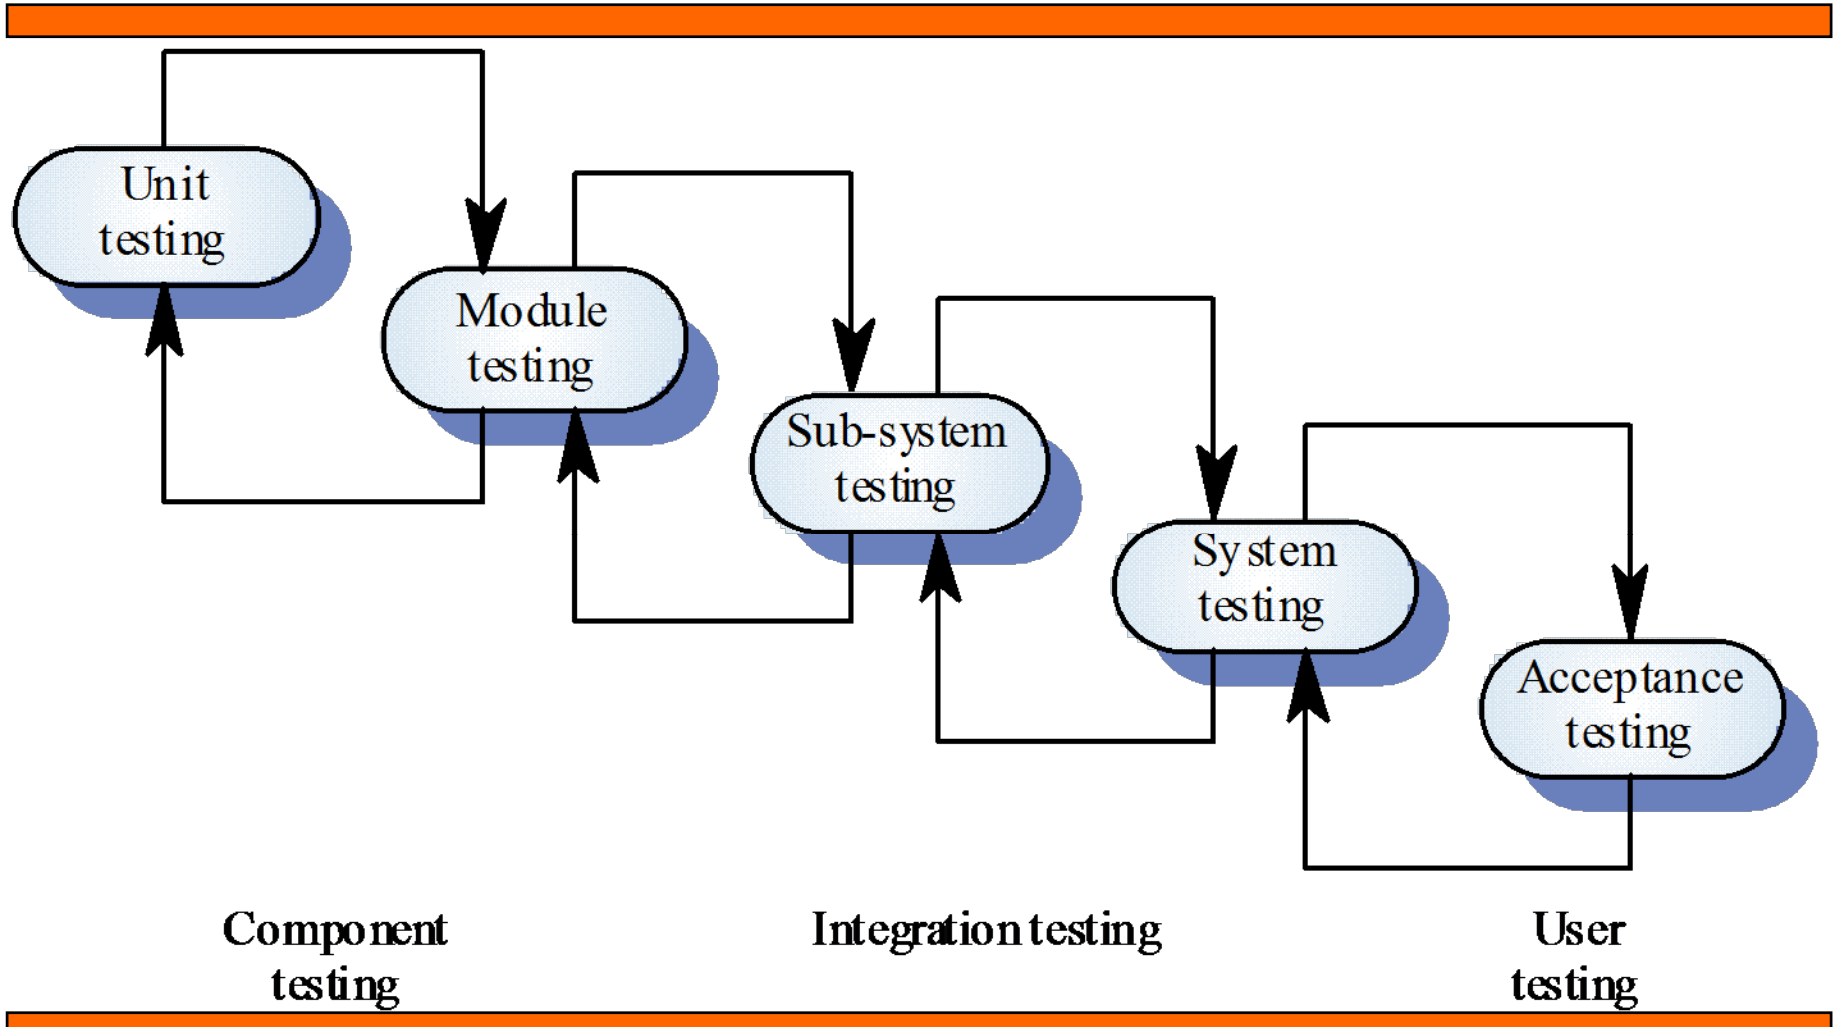 Unit
testing
Module
testing
Sub-system
testing
System
testing
Acceptance
testing
Component
testing
Integration testing
User
testing